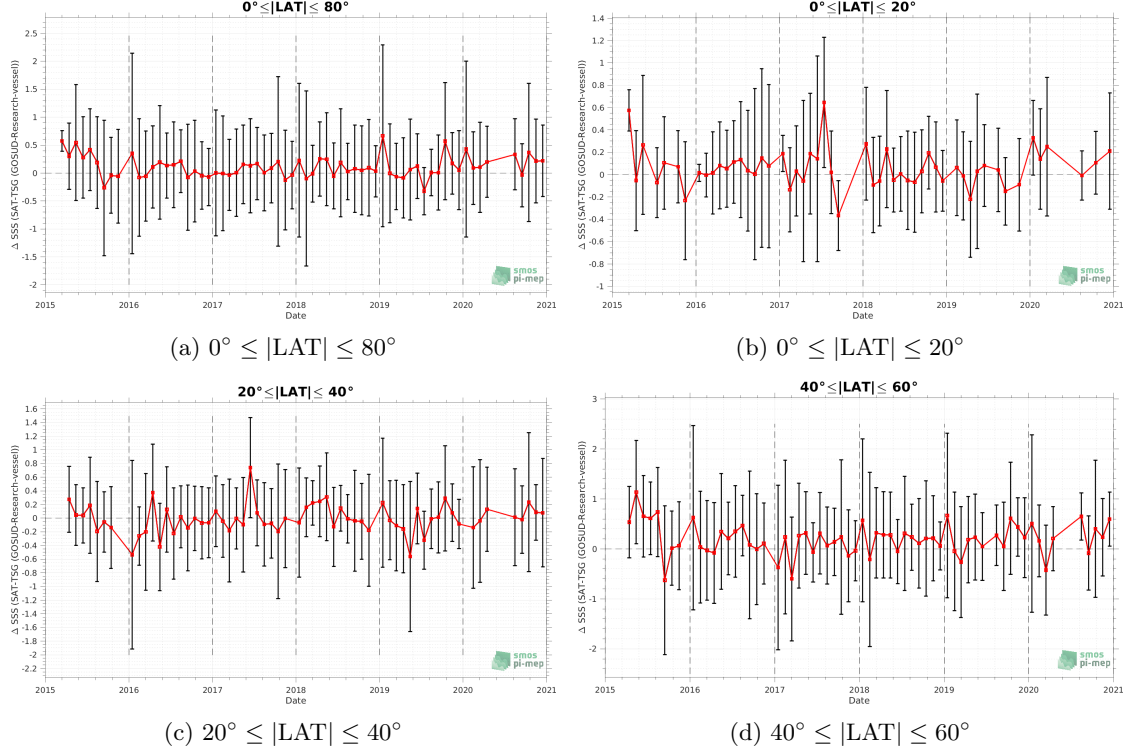 0°≤|LAT|≤ 80°
Δ SSS (SAT-TSG (GOSUD-Research-vessel))
2.5
2
1.5
1
0.5
0
-0.5
-1
-1.5
-2
2015 2016 2017 2018 2019 2020 2021
Date
smos
pi-mep
(a) 0° ≤ |LAT| ≤ 80°
0°≤|LAT|≤ 20°
Δ SSS (SAT-TSG (GOSUD-Research-vessel))
1.4
1.2
1
0.8
0.6
0.4
0.2
0
-0.2
-0.4
-0.6
-0.8
-1
2015 2016 2017 2018 2019 2020 2021
Date
smos
pi-mep
(b) 0° ≤ |LAT| ≤ 20°
20°≤|LAT|≤ 40°
Δ SSS (SAT-TSG (GOSUD-Research-vessel))
1.6
1.4
1.2
1
0.8
0.6
0.4
0.2
0
-0.2
-0.4
-0.6
-0.8
-1
-1.2
-1.4
-1.6
-1.8
-2
-2.2
2015 2016 2017 2018 2019 2020 2021
Date
smos
pi-mep
(c) 20° ≤ |LAT| ≤ 40°
40°≤|LAT|≤ 60°
Δ SSS (SAT-TSG (GOSUD-Research-vessel))
3
2
1
0
-1
-2
2015 2016 2017 2018 2019 2020 2021
Date
smos
pi-mep
(d) 40° ≤ |LAT| ≤ 60°